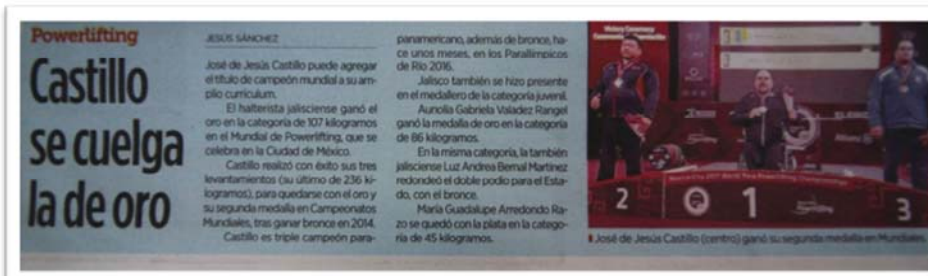 Powerlifting
Castillo
se cuelga
la de oro
JESÚS SÁNCHEZ
José de Jesús Castillo puede agregar
el título de campeón mundial a su am-
plio curriculum.
El halterista jalisciense ganó el
oro en la categoría de 107 kilogramos
en el Mundial de Powerlifting, que se
celebra en la Ciudad de México.
Castillo realizó con éxito sus tres
levantamientos (su último de 236 ki-
logramos), para quedarse con el oro y
su segunda medalla en Campeonatos
Mundiales, tras ganar bronce en 2014.
Castillo es triple campeón para-
panamericano, además de bronce, ha-
ce unos meses, en los Paralímpicos
de Río 2016.
Jalisco también se hizo presente
en el medallero de la categoría juvenil.
Aunolia Gabriela Valadez Rangel
ganó la medalla de oro en la categoría
de 86 kilogramos.
En la misma categoría, la también
jalisciense Luz Andrea Bernal Martínez
redondeó el doble podio para el Esta-
do, con el bronce.
María Guadalupe Arredondo Ra-
zo se quedó con la plata en la catego-
ría de 45 kilogramos.
Victory Ceremony
2
1
3
José de Jesús Castillo (centro) ganó su segunda medalla en Mundiales.